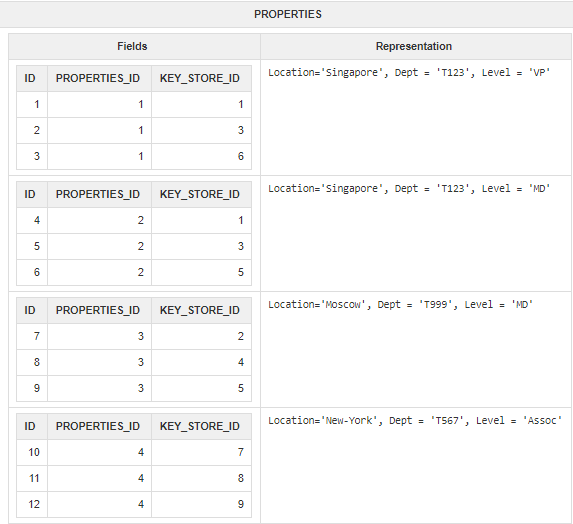 PROPERTIES
Fields Representation
ID PROPERTIES_ID KEY_STORE_ID
1 1 1
2 1 3
3 1 6
Location='Singapore', Dept = 'T123', Level = 'VP'
ID PROPERTIES_ID KEY_STORE_ID
4 2 1
5 2 3
6 2 5
Location='Singapore', Dept = 'T123', Level = 'MD'
ID PROPERTIES_ID KEY_STORE_ID
7 3 2
8 3 4
9 3 5
Location='Moscow', Dept = 'T999', Level = 'MD'
ID PROPERTIES_ID KEY_STORE_ID
10 4 7
11 4 8
12 4 9
Location='New-York', Dept = 'T567', Level = 'Assoc'